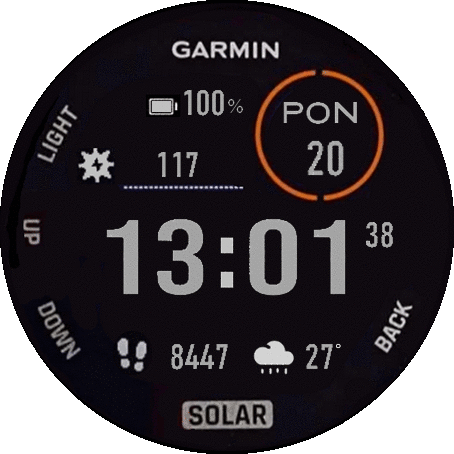 GARMIN
100%
PON
20
LIGHT
117
UP
13:01
38
DOWN
BACK
8447
27°
SOLAR